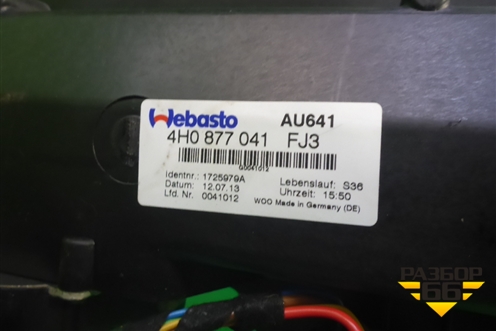 Webasto AU641
4H0 877 041 FJ3
G0041013
Identnr.: 1725979A Lebenslauf: S36
Datum: 12.07.13 Uhrzeit: 15:50
Lfd. Nr. 0041012 WOO Made in Germany (DE)
РАЗБОР
66